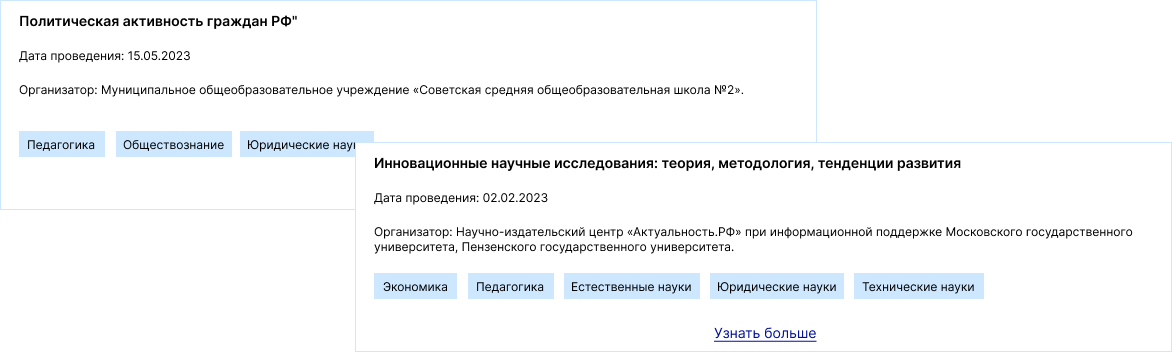 Политическая активность граждан РФ"
Дата проведения: 15.05.2023
Организатор: Муниципальное общеобразовательное учреждение «Советская средняя общеобразовательная школа №2».
Педагогика
Обществознание
Юридические
Инновационные научные исследования: теория, методология, тенденции развития
Дата проведения: 02.02.2023
Организатор: Научно-издательский центр «Актуальность.РФ» при информационной поддержке Московского государственного
университета, Пензенского государственного университета.
Экономика
Педагогика
Естественные науки
Юридические науки
Технические науки
Узнать больше